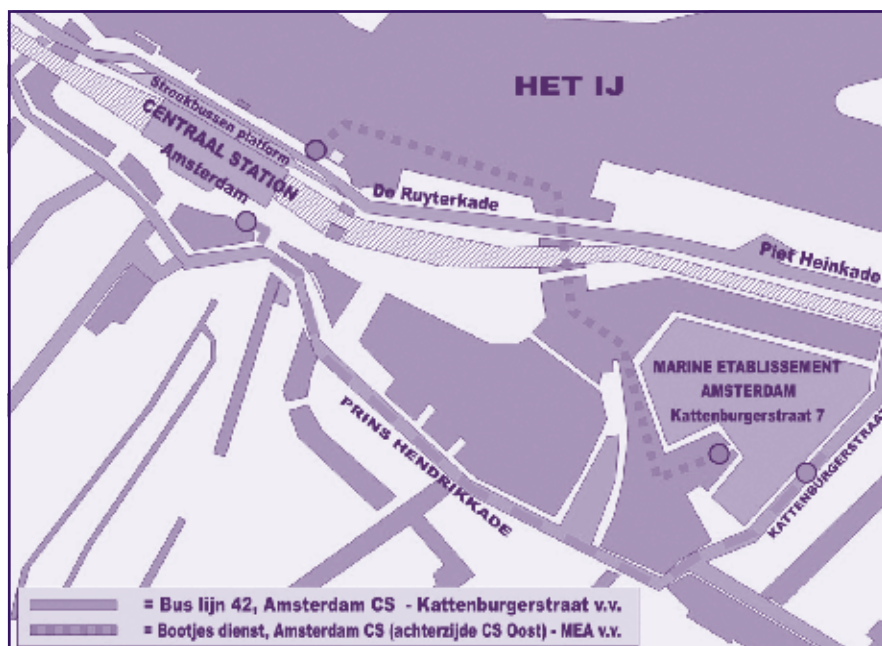 HET IJ
Streekbussen platform
CENTRAAL STATION
Amsterdam
De Ruyterkade
Piet Heinkade
MARINE ETABLISSEMENT
AMSTERDAM
Kattenburgerstraat 7
KATTENBURGERSTRAAT
PRINS HENDRIKKADE
= Bus lijn 42, Amsterdam CS - Kattenburgerstraat v.v.
= Bootjes dienst, Amsterdam CS (achterzijde CS Oost) - MEA v.v.